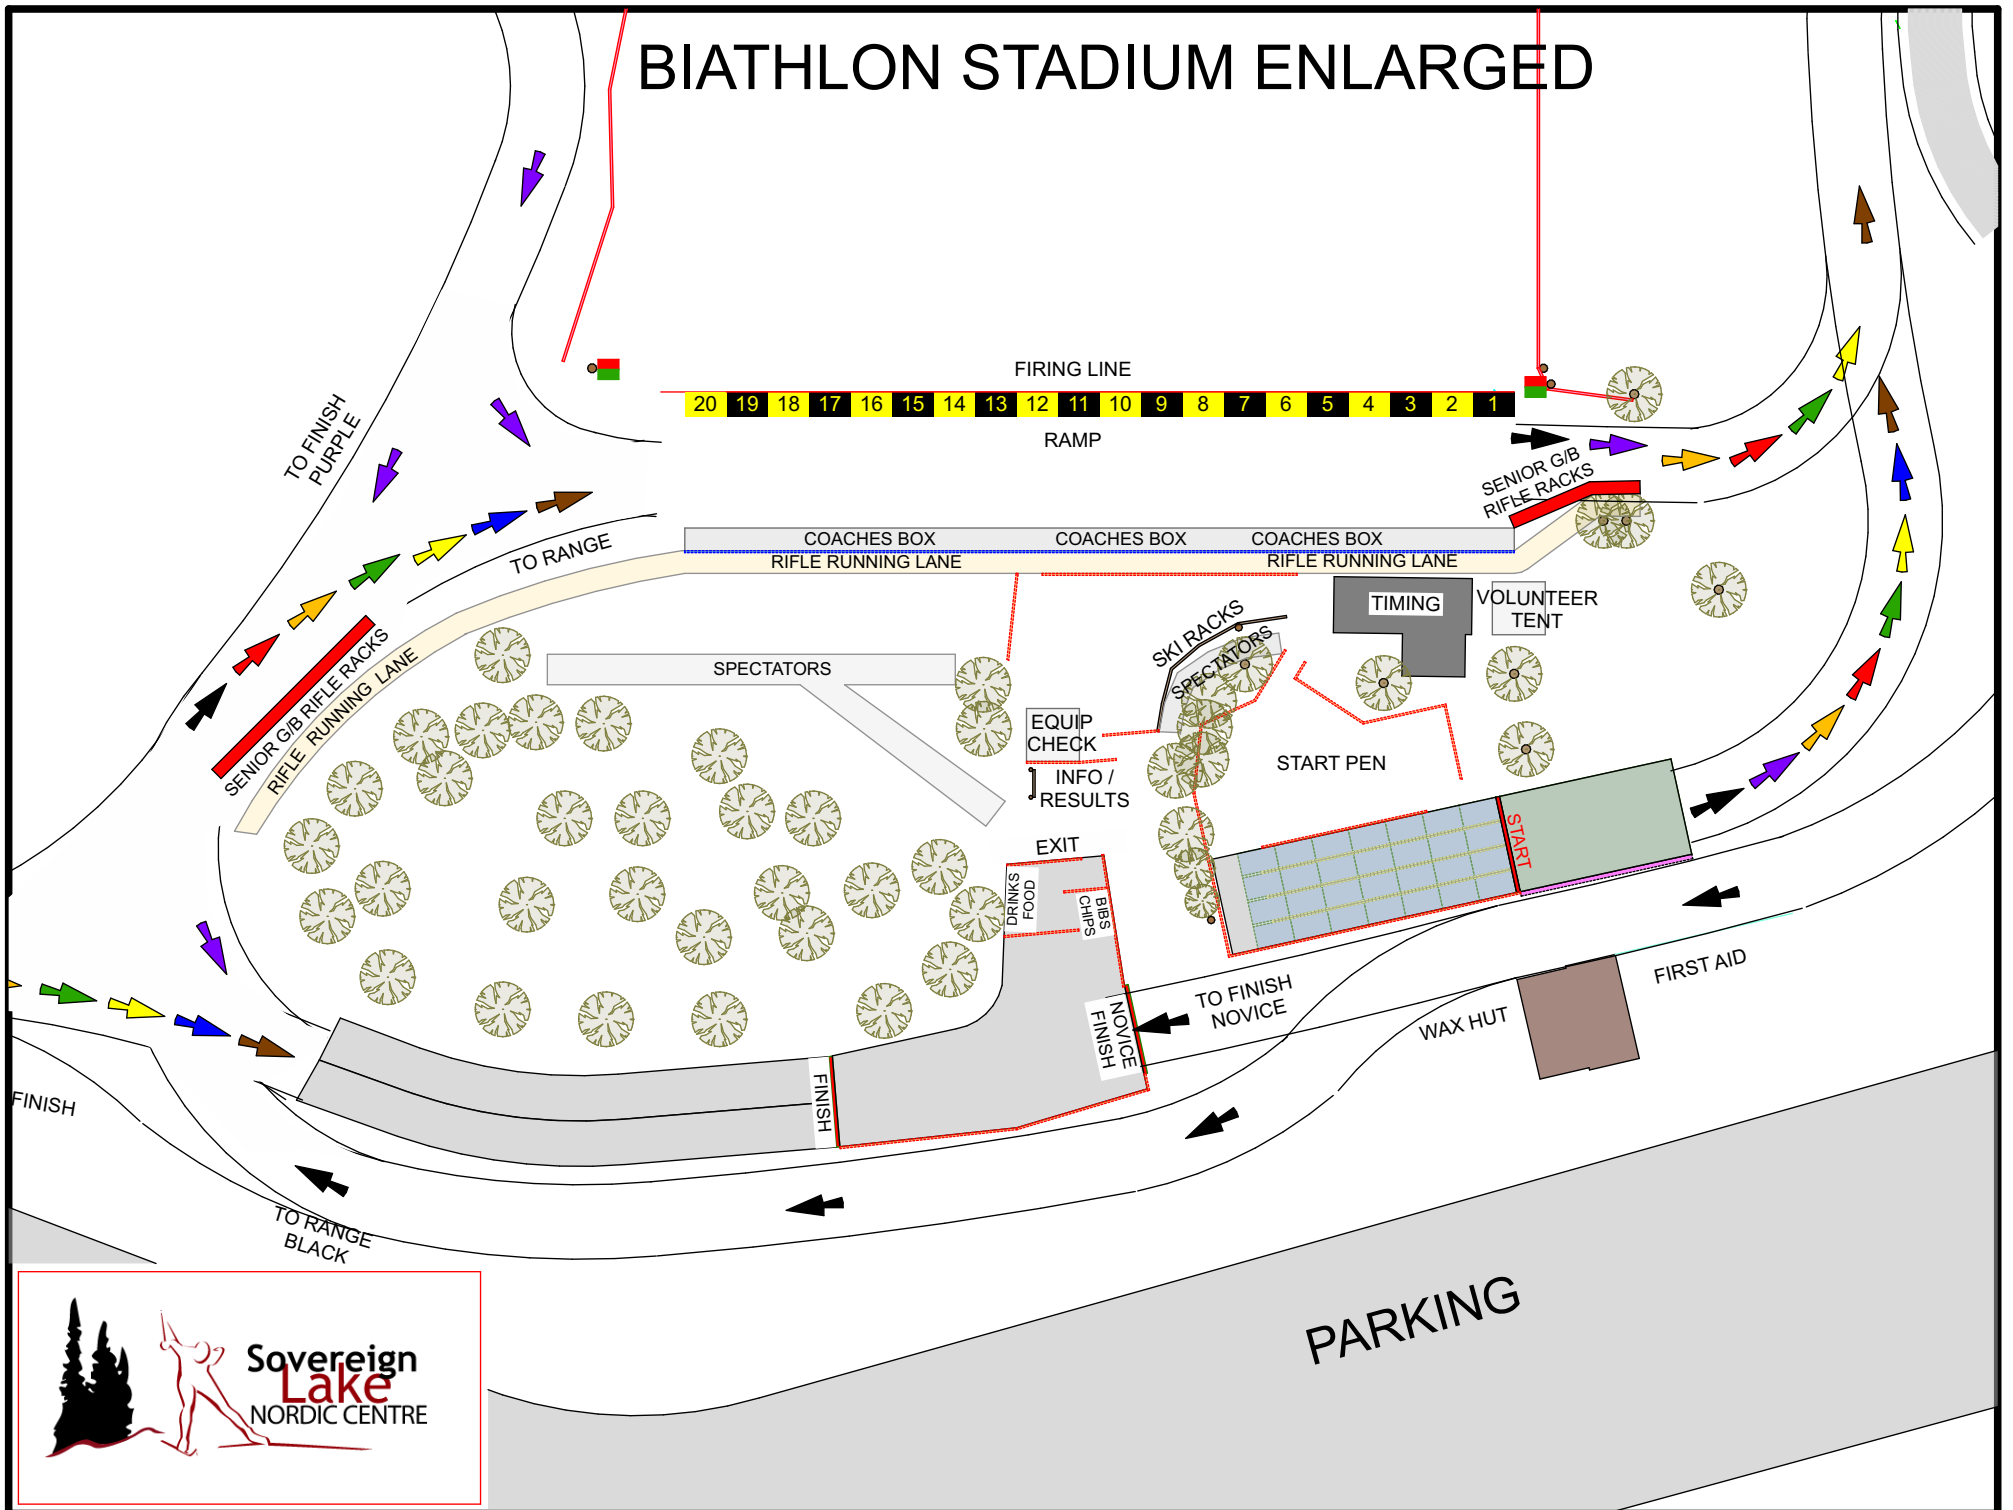 BIATHLON STADIUM ENLARGED
FIRING LINE
20 19 18 17 16 15 14 13 12 11 10 9 8 7 6 5 4 3 2 1
RAMP
TO FINISH
PURPLE
SENIOR G/B
RIFLE RACKS
COACHES BOX COACHES BOX COACHES BOX
RIFLE RUNNING LANE RIFLE RUNNING LANE
TO RANGE
TIMING
VOLUNTEER
TENT
SKI RACKS
SPECTATORS
SPECTATORS
SENIOR G/B RIFLE RACKS
RIFLE RUNNING LANE
EQUIP
CHECK
INFO /
RESULTS
START PEN
START
EXIT
DRINKS
FOOD
BIBS
CHIPS
NOVICE
FINISH
TO FINISH
NOVICE
FIRST AID
WAX HUT
FINISH
FINISH
TO RANGE
BLACK
PARKING
Sovereign
Lake
NORDIC CENTRE